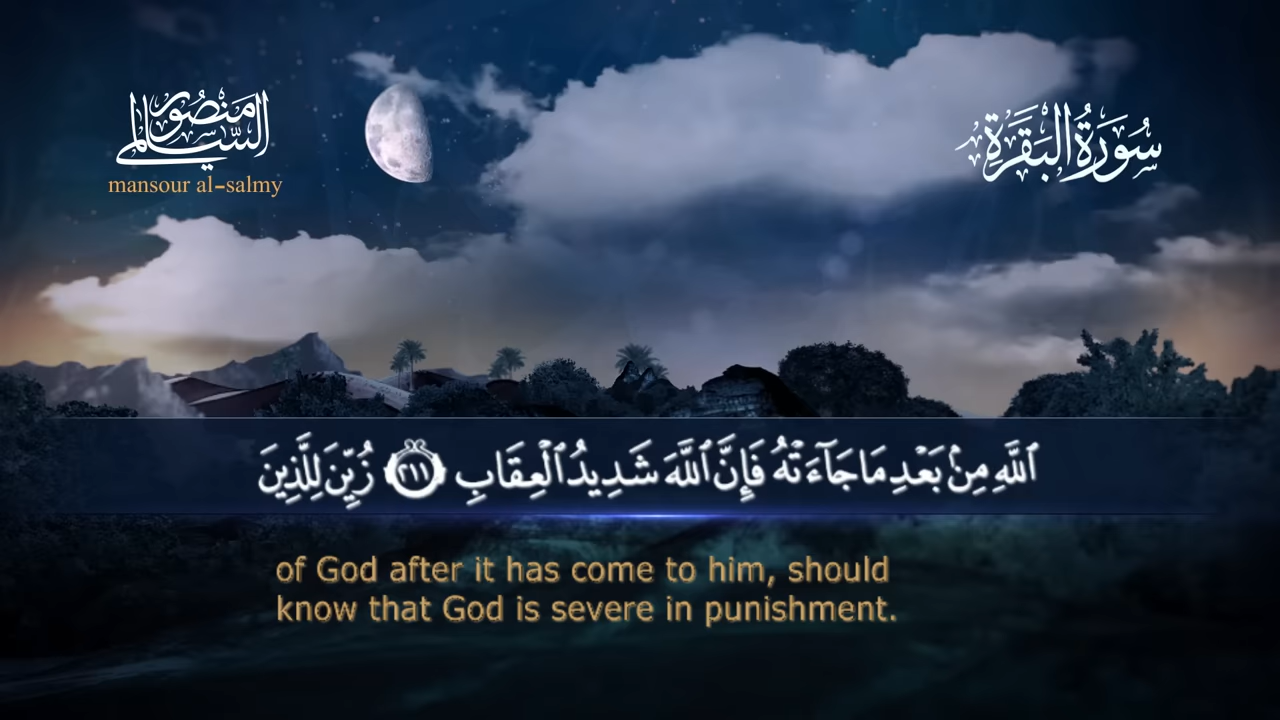 منصور السالمي
mansour al-salmy
سُورَةُ البَقَرَةِ
ٱللَّهِ مِنۢ بَعۡدِ مَا جَآءَتۡهُ فَإِنَّ ٱللَّهَ شَدِيدُ ٱلۡعِقَابِ ٢١١ زُيِّنَ لِلَّذِينَ
of God after it has come to him, should
know that God is severe in punishment.